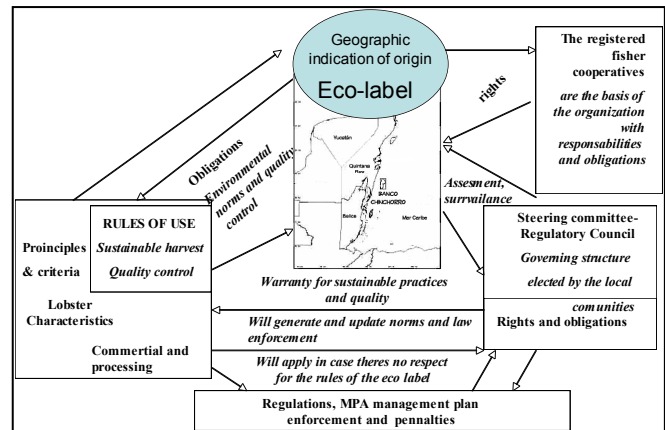 Geographic
indication of origin
Eco-label
The registered
fisher
cooperatives
are the basis of
the organization
with
responsabilities
and obligations
rights
Obligations
Environmental
norms and quality
control
Yucatán
Quintana
Roo
BANCO
CHINCHORRO
Belice
Mar Caribe
Assesment,
surrvailance
Proinciples
& criteria
RULES OF USE
Sustainable harvest
Quality control
Lobster
Characteristics
Commertial and
processing
Steering committee-
Regulatory Council
Governing structure
elected by the local
comunities
Rights and obligations
Warranty for sustainable practices
and quality
Will generate and update norms and law
enforcement
Will apply in case theres no respect
for the rules of the eco label
Regulations, MPA management plan
enforcement and pennalties